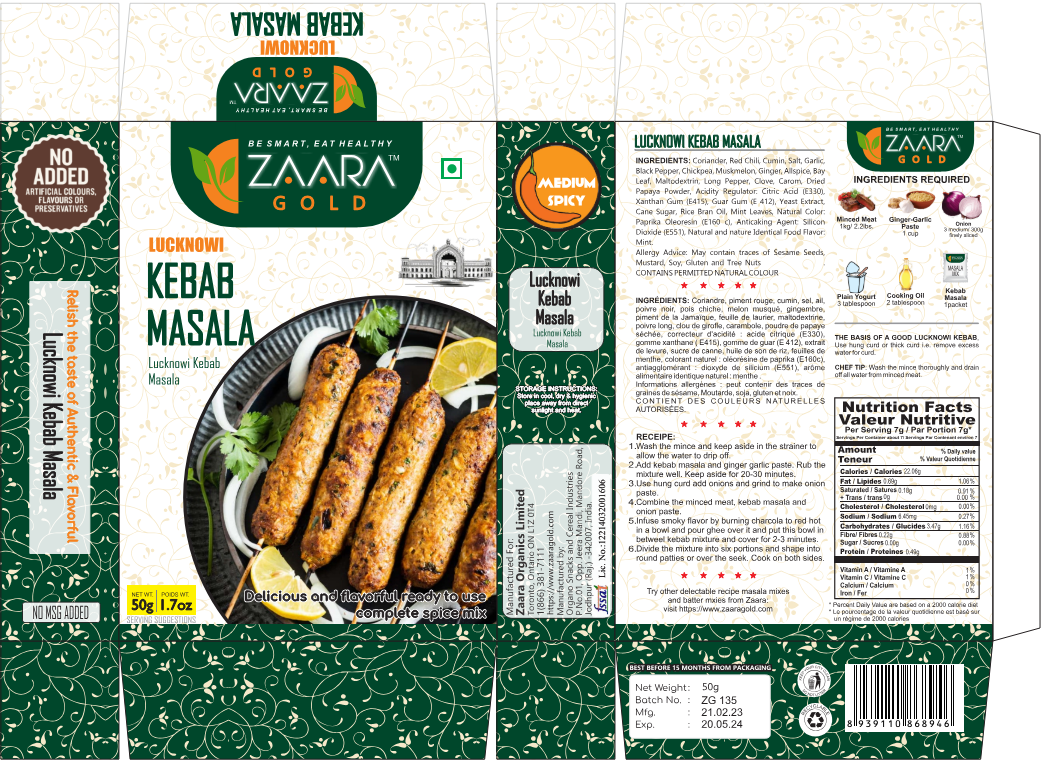 KEBAB MASALA
LUCKNOWI
GOLD
ZAARA™
BE SMART, EAT HEALTHY
NO
ADDED
ARTIFICIAL COLOURS,
FLAVOURS OR
PRESERVATIVES
Relish the taste of Authentic & Flavorful
Lucknowi Kebab Masala
NO MSG ADDED
BE SMART, EAT HEALTHY
ZAARA™
GOLD
LUCKNOWI
KEBAB
MASALA
Lucknowi Kebab
Masala
NET WT.
50g
POIDS WT.
1.7oz
SERVING SUGGESTIONS
Delicious and flavorful ready to use
complete spice mix
MEDIUM
SPICY
Lucknowi
Kebab
Masala
Lucknowi Kebab
Masala
STORAGE INSTRUCTIONS:
Store in cool, dry & hygienic
place away from direct
sunlight and heat.
Manufactured For:
Zaara Organics Limited
Toronto, Ontario ON L1Z 0T4
1(866) 381-7111
https://www.zaaragold.com
Manufactured by:
Organo Snacks and Cereal Industries
P.No.01, Opp. Jeera Mandi, Mandore Road,
Jodhpur (Raj.) -342007, India.
fssai Lic. No.:12214032001606
LUCKNOWI KEBAB MASALA
INGREDIENTS: Coriander, Red Chili, Cumin, Salt, Garlic,
Black Pepper, Chickpea, Muskmelon, Ginger, Allspice, Bay
Leaf, Maltodextrin, Long Pepper, Clove, Carom, Dried
Papaya Powder, Acidity Regulator: Citric Acid (E330),
Xanthan Gum (E415), Guar Gum (E 412), Yeast Extract,
Cane Sugar, Rice Bran Oil, Mint Leaves, Natural Color:
Paprika Oleoresin (E160 c), Anticaking Agent: Silicon
Dioxide (E551), Natural and nature Identical Food Flavor:
Mint.
Allergy Advice: May contain traces of Sesame Seeds,
Mustard, Soy, Gluten and Tree Nuts
CONTAINS PERMITTED NATURAL COLOUR
INGRÉDIENTS: Coriandre, piment rouge, cumin, sel, ail,
poivre noir, pois chiche, melon musqué, gingembre,
piment de la Jamaïque, feuille de laurier, maltodextrine,
poivre long, clou de girofle, carambole, poudre de papaye
séchée, correcteur d'acidité : acide citrique (E330),
gomme xanthane ( E415), gomme de guar (E 412), extrait
de levure, sucre de canne, huile de son de riz, feuilles de
menthe, colorant naturel : oléorésine de paprika (E160c),
antiagglomérant : dioxyde de silicium (E551), arôme
alimentaire identique naturel : menthe .
Informations allergènes : peut contenir des traces de
graines de sésame, Moutarde, soja, gluten et noix.
CONTIENT DES COULEURS NATURELLES
AUTORISÉES.
RECEIPE:
1.Wash the mince and keep aside in the strainer to
allow the water to drip off.
2.Add kebab masala and ginger garlic paste. Rub the
mixture well. Keep aside for 20-30 minutes.
3.Use hung curd add onions and grind to make onion
paste.
4.Combine the minced meat, kebab masala and
onion paste.
5.Infuse smoky flavor by burning charcola to red hot
in a bowl and pour ghee over it and put this bowl in
betweel kebab mixture and cover for 2-3 minutes.
6.Divide the mixture into six portions and shape into
round patties or over the seek. Cook on both sides.
Try other delectable recipe masala mixes
and batter mxies from Zaara;
visit https://www.zaaragold.com
BE SMART, EAT HEALTHY
ZAARA™
GOLD
INGREDIENTS REQUIRED
Minced Meat
1kg/ 2.2lbs.
Ginger-Garlic
Paste
1 cup
Onion
3 medium/ 300g
finely sliced
Plain Yogurt
3 tablespoon
Cooking Oil
2 tablespoon
MASALA
MIX
Kebab
Masala
1packet
THE BASIS OF A GOOD LUCKNOWI KEBAB.
Use hung curd or thick curd i.e. remove excess
water for curd.
CHEF TIP: Wash the mince thoroughly and drain
off all water from minced meat.
Nutrition Facts
Valeur Nutritive
Per Serving 7g / Par Portion 7g*
Servings Per Container about 7/ Servings Par Contenant environ 7
Amount
Teneur
% Daily value
% Valeur Quotidienne
Calories / Calories 22.06g
Fat / Lipides 0.69g 1.06%
Saturated / Satures 0.18g 0.91 %
+ Trans / trans 0g 0.00 %
Cholesterol / Cholesterol 0mg 0.00%
Sodium / Sodium 6.45mg 0.27%
Carbohydrates / Glucides 3.47g 1.16%
Fibre/ Fibres 0.22g 0.88%
Sugar / Sucres 0.00g 0.00%
Protein / Proteines 0.49g
Vitamin A / Vitamine A 1%
Vitamin C / Vitamine C 1%
Calcium / Calcium 0%
Iron / Fer 0%
* Percent Daily Value are based on a 2000 calorie diet
* Le pourcentage de la valeur quotidienne est basé sur
un régime de 2000 calories
BEST BEFORE 15 MONTHS FROM PACKAGING
Net Weight : 50g
Batch No. : ZG 135
Mfg. : 21.02.23
Exp. : 20.05.24
RECYCLABLE
8 939110 868946